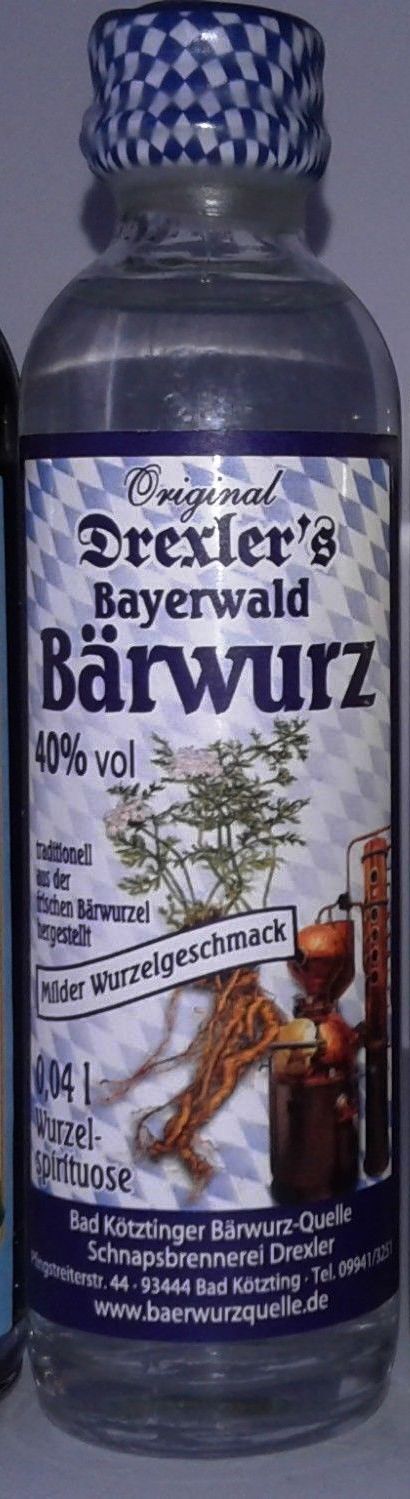 Original
Drexler's
Bayerwald
Bärwurz
40% vol
traditionell
aus der
frischen Bärwurzel
hergestellt
Milder Wurzelgeschmack
0,04 l
Wurzel-
spirituose
Bad Kötztinger Bärwurz-Quelle
Schnapsbrennerei Drexler
Pfingstreiterstr. 44 · 93444 Bad Kötzting · Tel. 09941/3251
www.baerwurzquelle.de